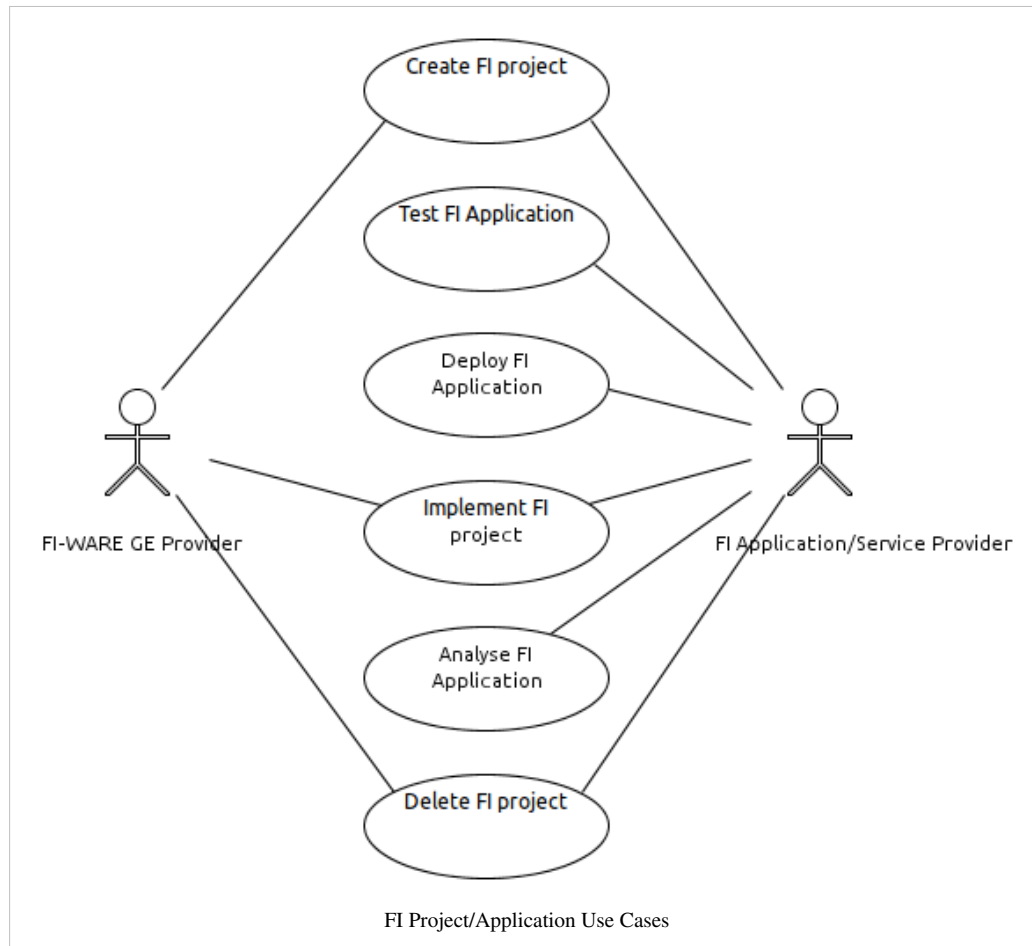 Create FI project
Test FI Application
Deploy FI
Application
Implement FI
project
FI-WARE GE Provider
FI Application/Service Provider
Analyse FI
Application
Delete FI project
FI Project/Application Use Cases